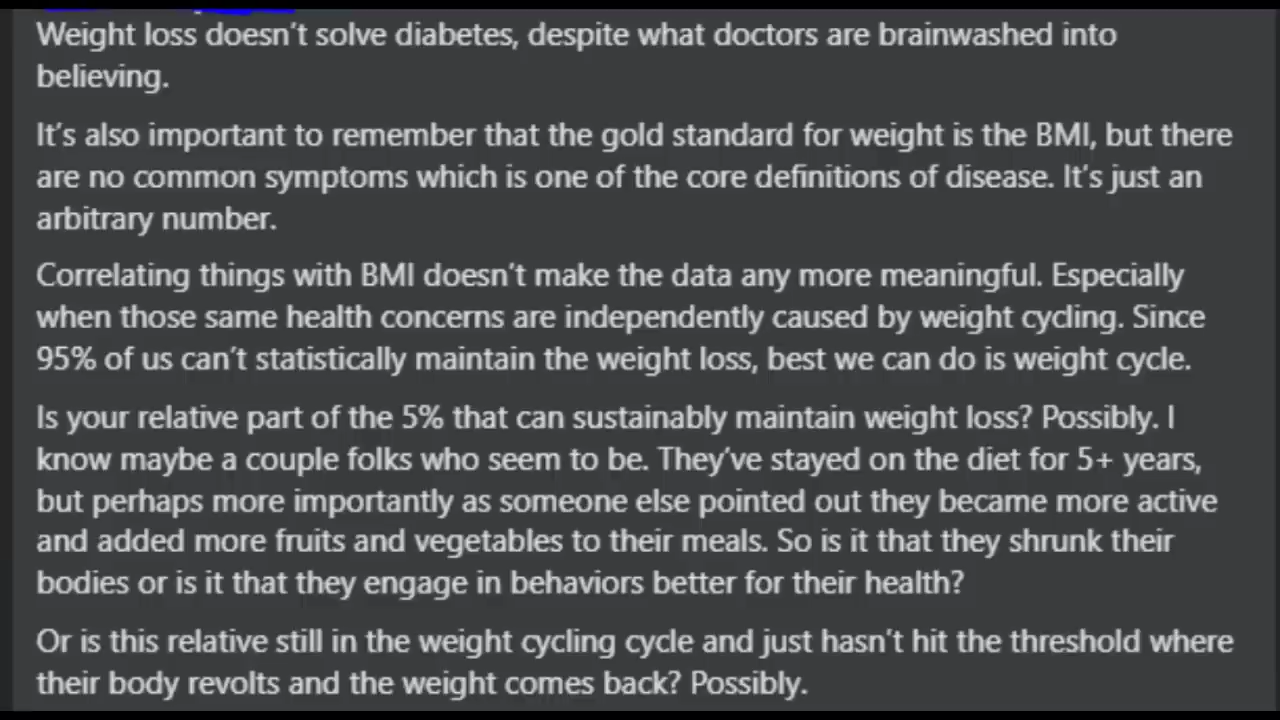 Weight loss doesn't solve diabetes, despite what doctors are brainwashed into
believing.
It's also important to remember that the gold standard for weight is the BMI, but there
are no common symptoms which is one of the core definitions of disease. It's just an
arbitrary number.
Correlating things with BMI doesn't make the data any more meaningful. Especially
when those same health concerns are independently caused by weight cycling. Since
95% of us can't statistically maintain the weight loss, best we can do is weight cycle.
Is your relative part of the 5% that can sustainably maintain weight loss? Possibly. I
know maybe a couple folks who seem to be. They've stayed on the diet for 5+ years,
but perhaps more importantly as someone else pointed out they became more active
and added more fruits and vegetables to their meals. So is it that they shrunk their
bodies or is it that they engage in behaviors better for their health?
Or is this relative still in the weight cycling cycle and just hasn't hit the threshold where
their body revolts and the weight comes back? Possibly.